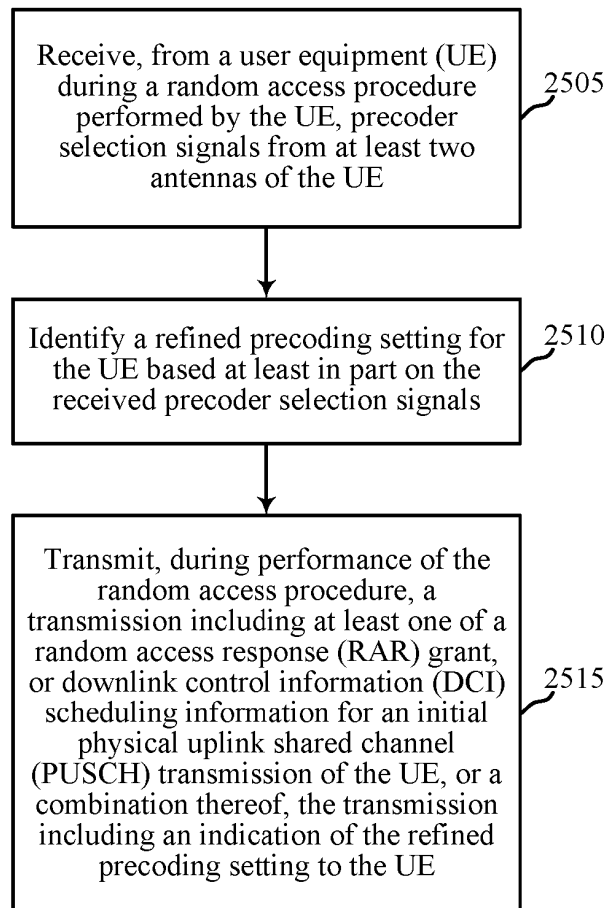 Receive, from a user equipment (UE)
during a random access procedure
performed by the UE, precoder
selection signals from at least two
antennas of the UE
2505
Identify a refined precoding setting for
the UE based at least in part on the
received precoder selection signals
2510
Transmit, during performance of the
random access procedure, a
transmission including at least one of a
random access response (RAR) grant,
or downlink control information (DCI)
scheduling information for an initial
physical uplink shared channel
(PUSCH) transmission of the UE, or a
combination thereof, the transmission
including an indication of the refined
precoding setting to the UE
2515